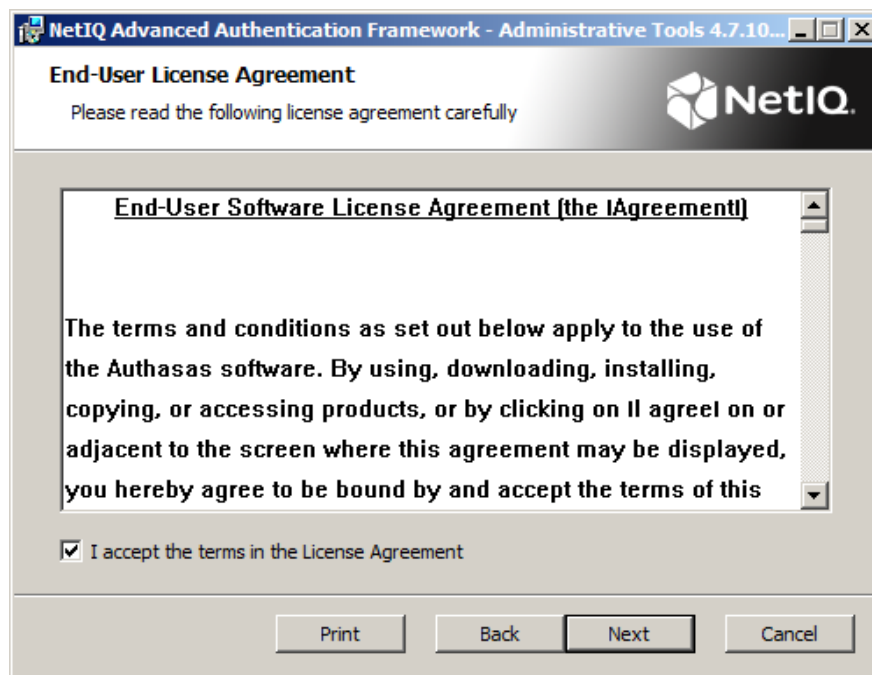 NetIQ Advanced Authentication Framework - Administrative Tools 4.7.10...
End-User License Agreement
Please read the following license agreement carefully
NetIQ.
End-User Software License Agreement (the lAgreementl)
The terms and conditions as set out below apply to the use of
the Authasas software. By using, downloading, installing,
copying, or accessing products, or by clicking on lI agreel on or
adjacent to the screen where this agreement may be displayed,
you hereby agree to be bound by and accept the terms of this
I accept the terms in the License Agreement
Print Back Next Cancel